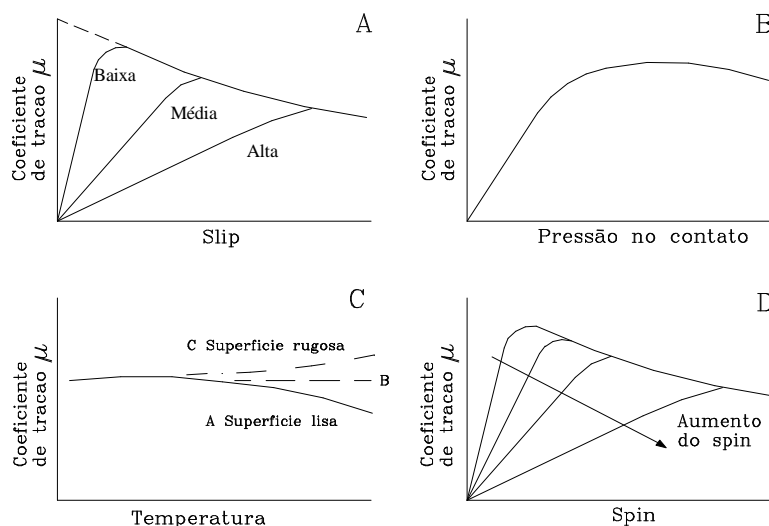 A
Coeficiente
de tracao μ
Baixa
Média
Alta
Slip
B
Coeficiente
de tracao μ
Pressão no contato
C
Coeficiente
de tracao μ
C Superficie rugosa
B
A Superficie lisa
Temperatura
D
Coeficiente
de tracao μ
Aumento
do spin
Spin